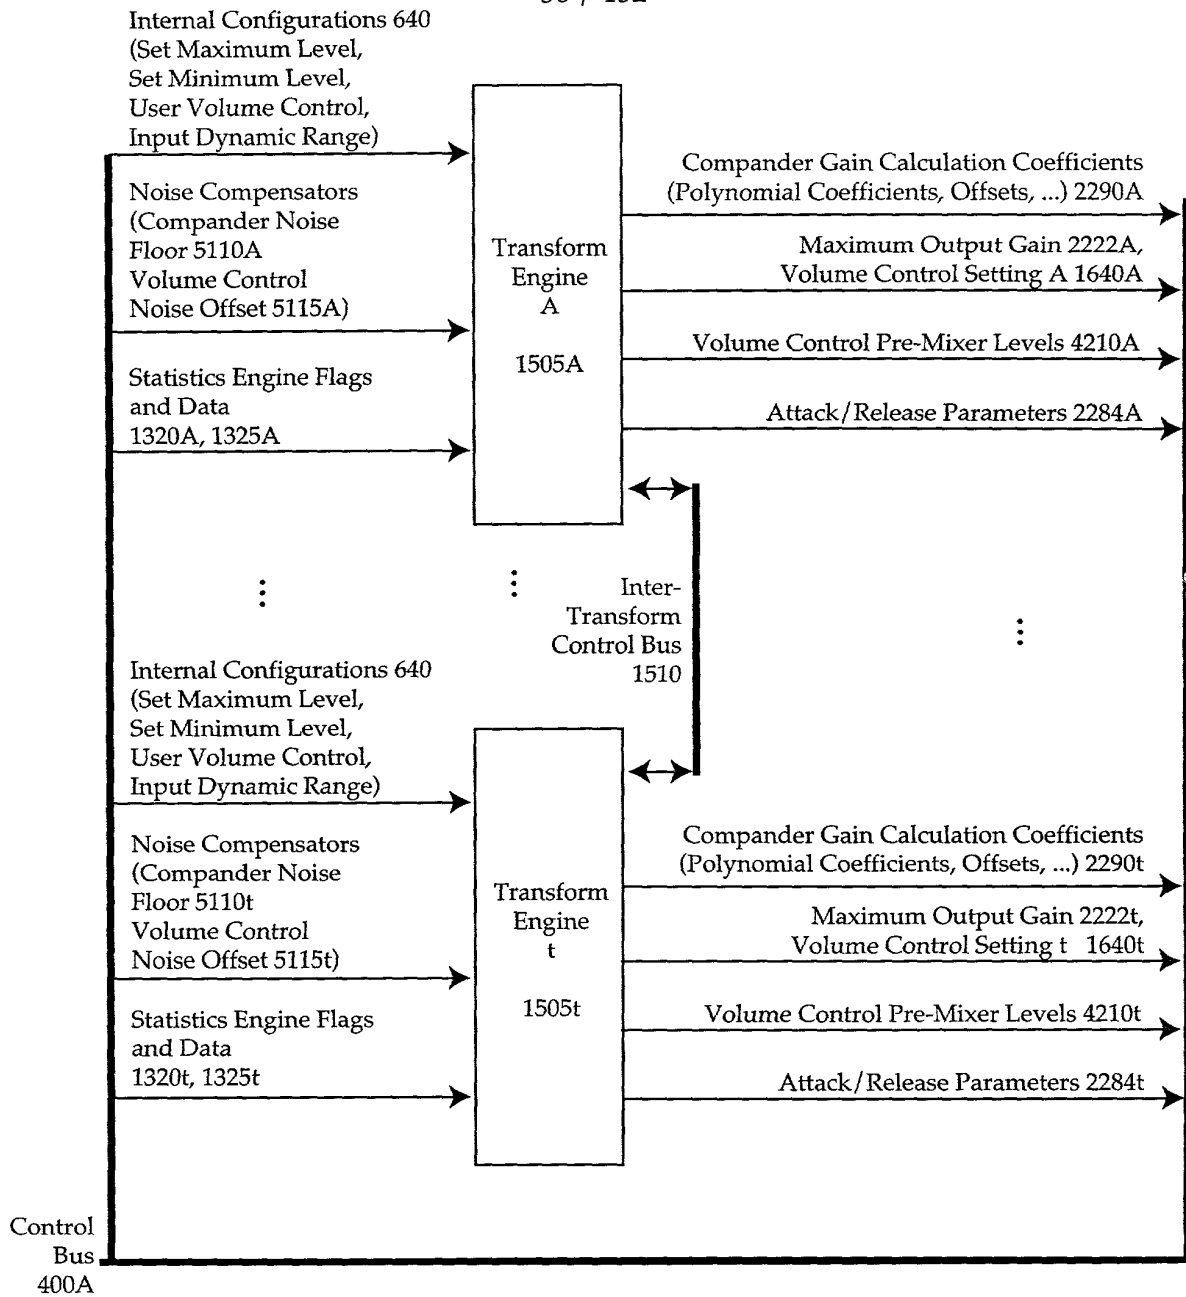 Internal Configurations 640
(Set Maximum Level,
Set Minimum Level,
User Volume Control,
Input Dynamic Range)
Noise Compensators
(Compander Noise
Floor 5110A
Volume Control
Noise Offset 5115A)
Statistics Engine Flags
and Data
1320A, 1325A
Transform
Engine
A
1505A
Compander Gain Calculation Coefficients
(Polynomial Coefficients, Offsets, ...) 2290A
Maximum Output Gain 2222A,
Volume Control Setting A 1640A
Volume Control Pre-Mixer Levels 4210A
Attack/Release Parameters 2284A
Inter-
Transform
Control Bus
1510
Internal Configurations 640
(Set Maximum Level,
Set Minimum Level,
User Volume Control,
Input Dynamic Range)
Noise Compensators
(Compander Noise
Floor 5110t
Volume Control
Noise Offset 5115t)
Statistics Engine Flags
and Data
1320t, 1325t
Transform
Engine
t
1505t
Compander Gain Calculation Coefficients
(Polynomial Coefficients, Offsets, ...) 2290t
Maximum Output Gain 2222t,
Volume Control Setting t 1640t
Volume Control Pre-Mixer Levels 4210t
Attack/Release Parameters 2284t
Control
Bus
400A